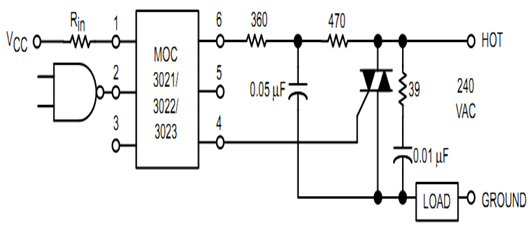 Rin
VCC
1
2
3
MOC
3021/
3022/
3023
6
5
4
360
470
0.05 µF
39
0.01 µF
HOT
240
VAC
LOAD
GROUND